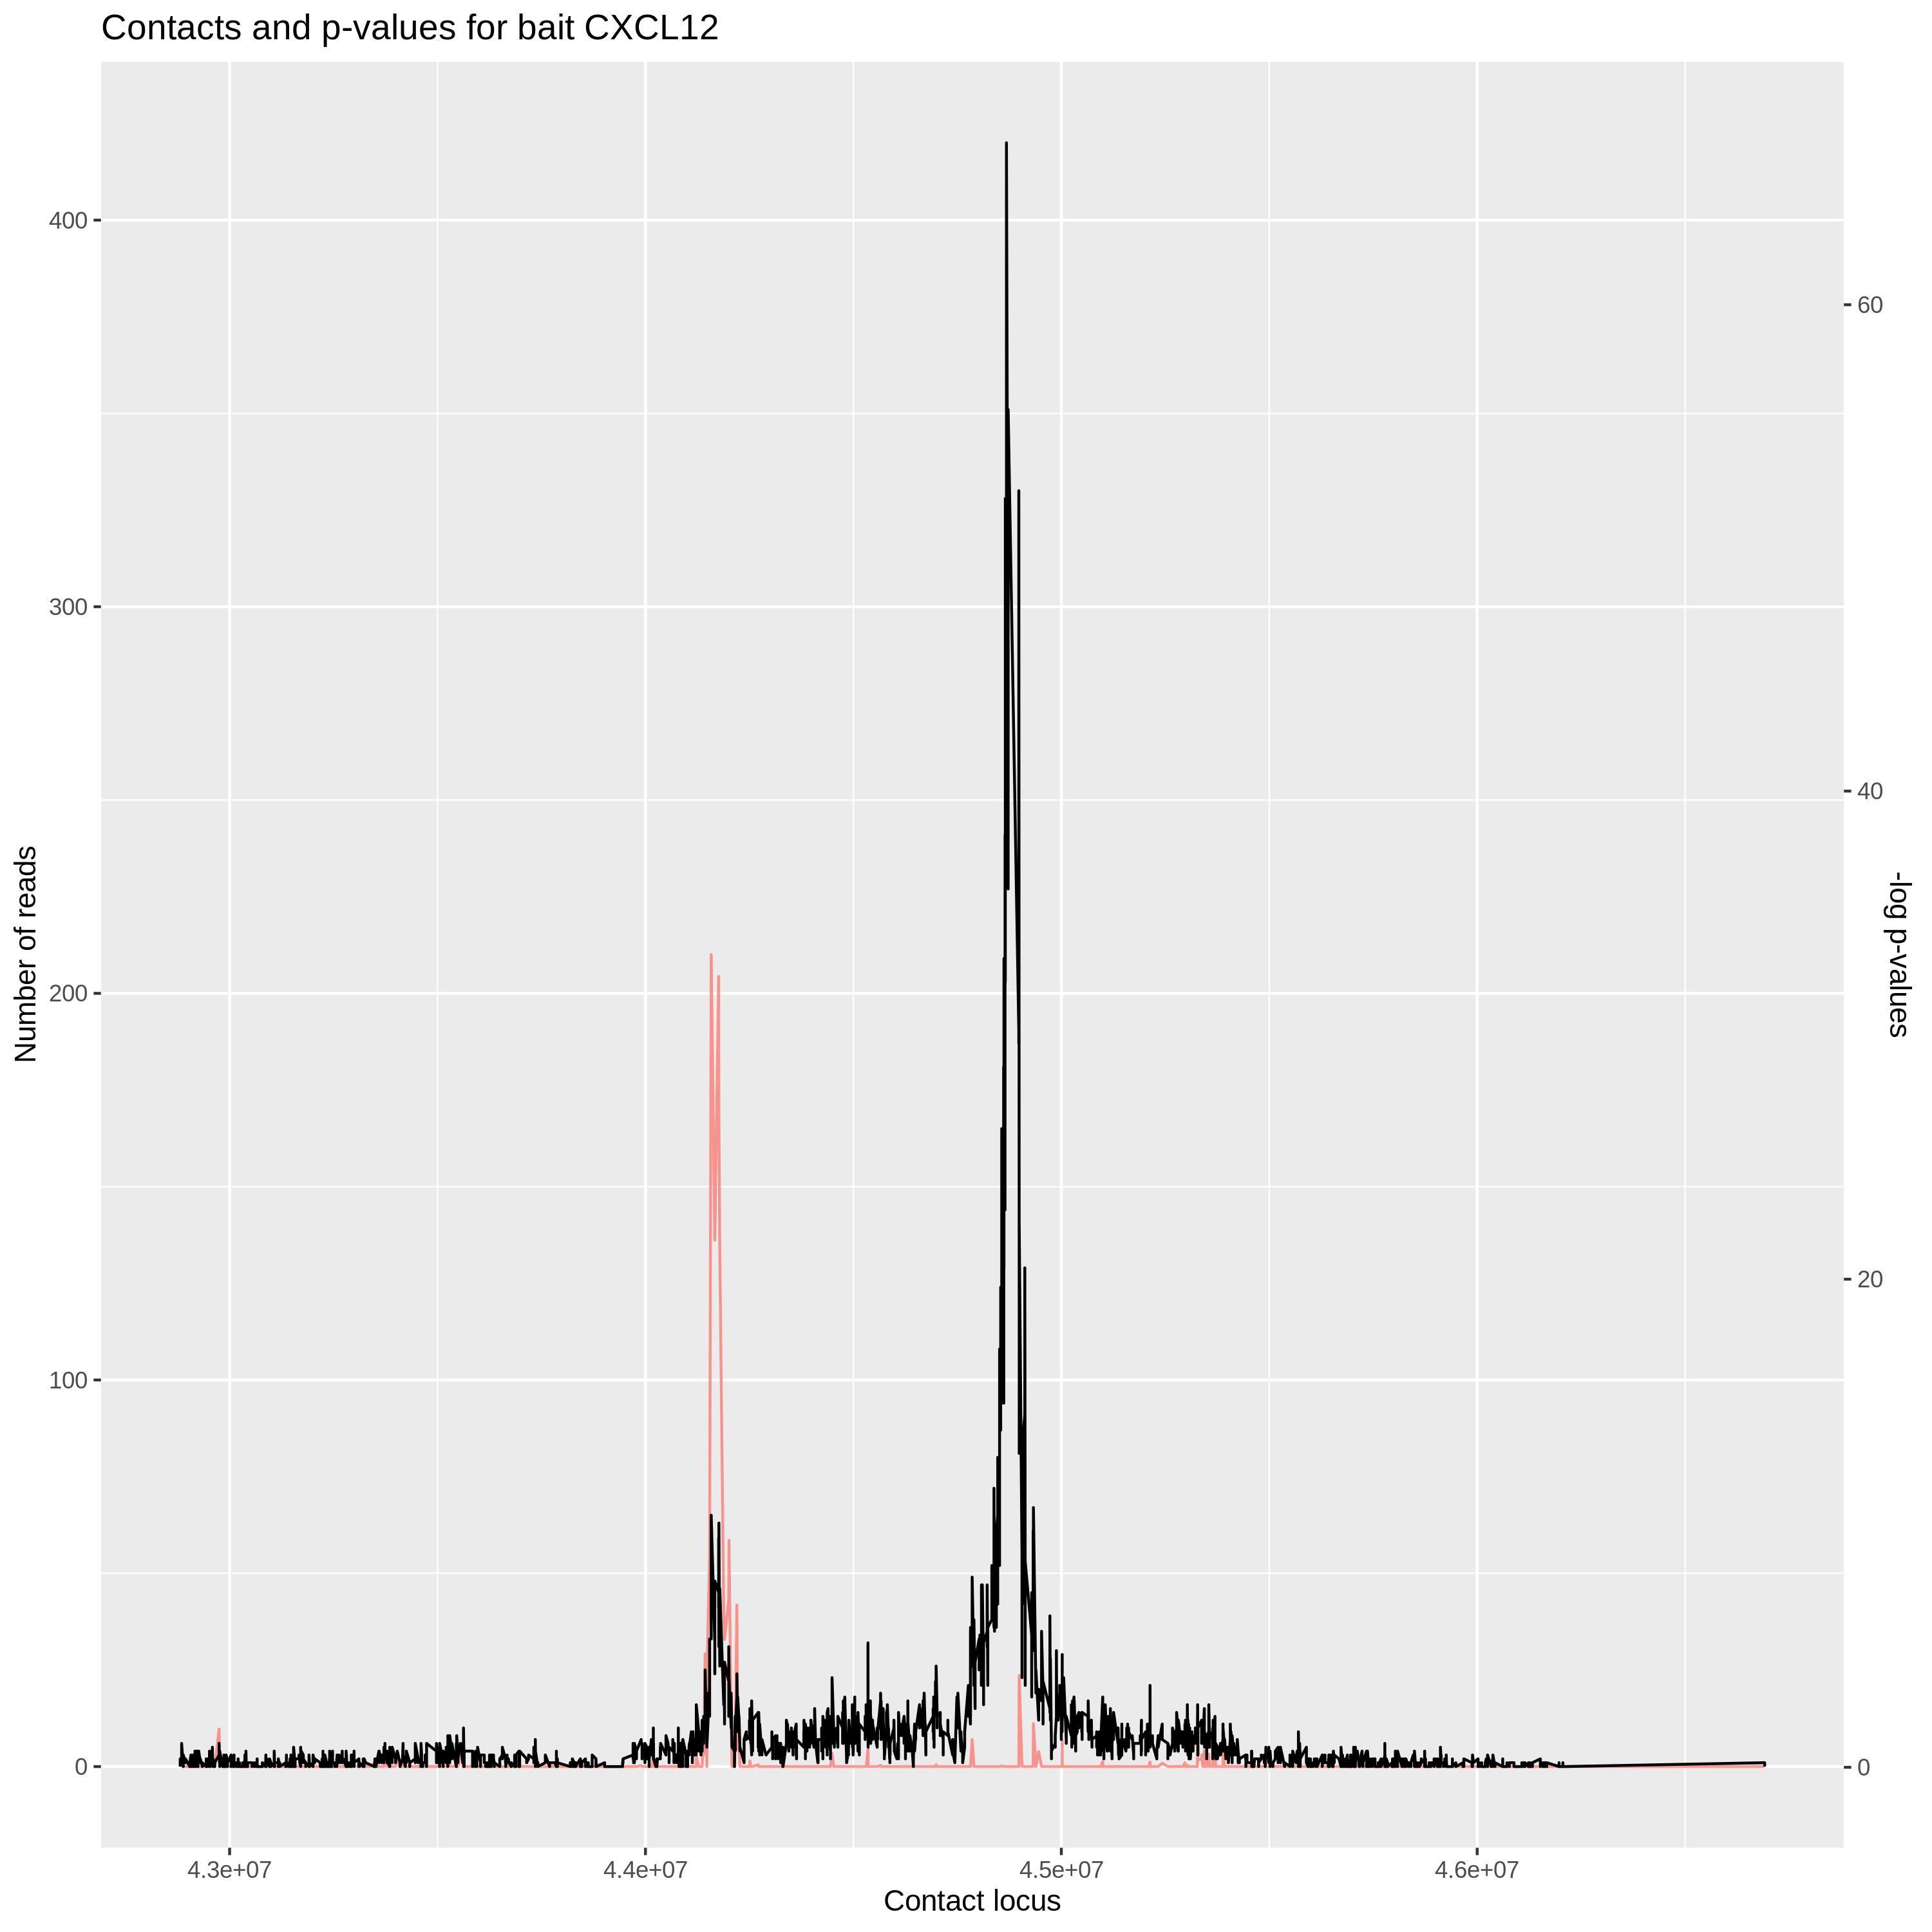 Contacts and p-values for bait CXCL12
Number of reads
400
300
200
100
0
60
40
20
0
-log p-values
4.3e+07
4.4e+07
4.5e+07
4.6e+07
Contact locus